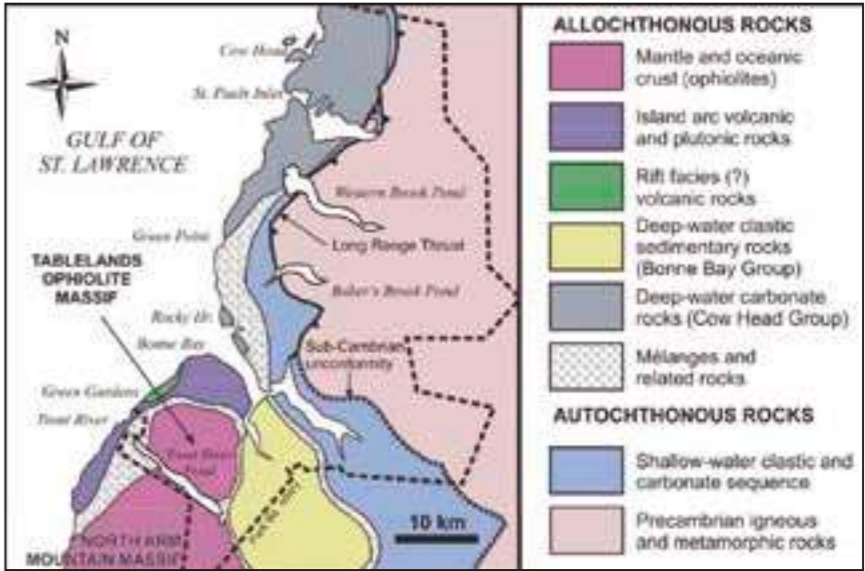 N
GULF OF
ST. LAWRENCE
Cow Head
St. Pauls Inlet
Western Brook Pond
Green Point
Long Range Thrust
TABLELANDS
OPHIOLITE
MASSIF
Baker's Brook Pond
Rocky Hr.
Bonne Bay
Sub-Cambrian
unconformity
Green Gardens
Trout River
Trout River
Pond
10 km
NORTH ARM
MOUNTAIN MASSIF
ALLOCHTHONOUS ROCKS
Mantle and oceanic
crust (ophiolites)
Island arc volcanic
and plutonic rocks
Rift facies (?)
volcanic rocks
Deep-water clastic
sedimentary rocks
(Bonne Bay Group)
Deep-water carbonate
rocks (Cow Head Group)
Mélanges and
related rocks
AUTOCHTHONOUS ROCKS
Shallow-water clastic and
carbonate sequence
Precambrian igneous
and metamorphic rocks